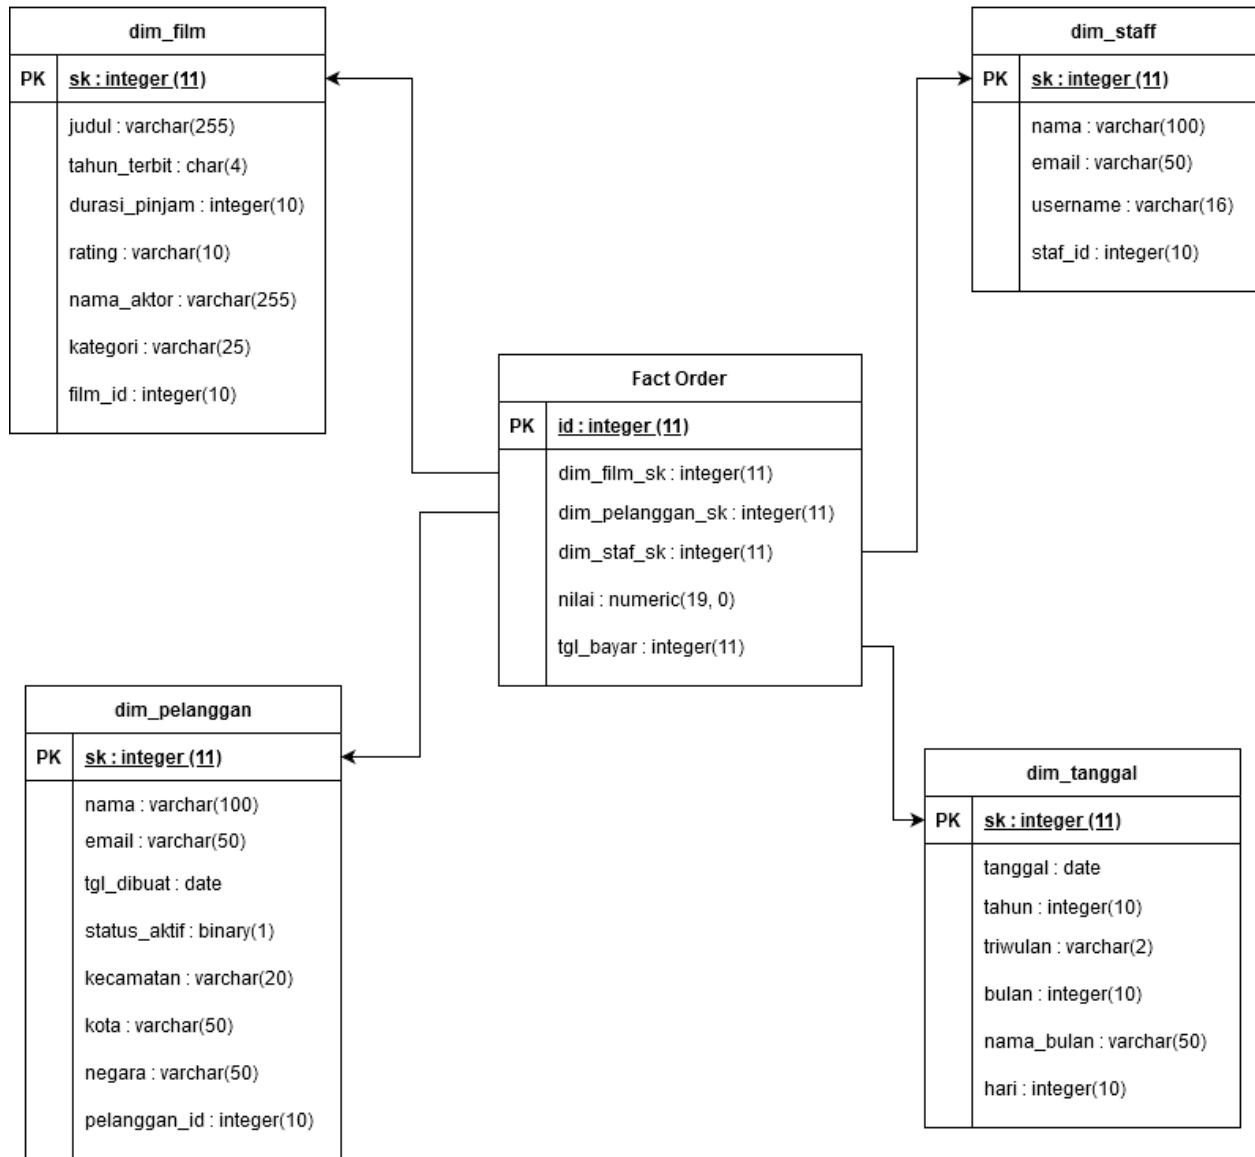 dim_film
PK sk : integer (11)
judul : varchar(255)
tahun_terbit : char(4)
durasi_pinjam : integer(10)
rating : varchar(10)
nama_aktor : varchar(255)
kategori : varchar(25)
film_id : integer(10)
dim_staff
PK sk : integer (11)
nama : varchar(100)
email : varchar(50)
username : varchar(16)
staf_id : integer(10)
Fact Order
PK id : integer (11)
dim_film_sk : integer(11)
dim_pelanggan_sk : integer(11)
dim_staf_sk : integer(11)
nilai : numeric(19, 0)
tgl_bayar : integer(11)
dim_pelanggan
PK sk : integer (11)
nama : varchar(100)
email : varchar(50)
tgl_dibuat : date
status_aktif : binary(1)
kecamatan : varchar(20)
kota : varchar(50)
negara : varchar(50)
pelanggan_id : integer(10)
dim_tanggal
PK sk : integer (11)
tanggal : date
tahun : integer(10)
triwulan : varchar(2)
bulan : integer(10)
nama_bulan : varchar(50)
hari : integer(10)